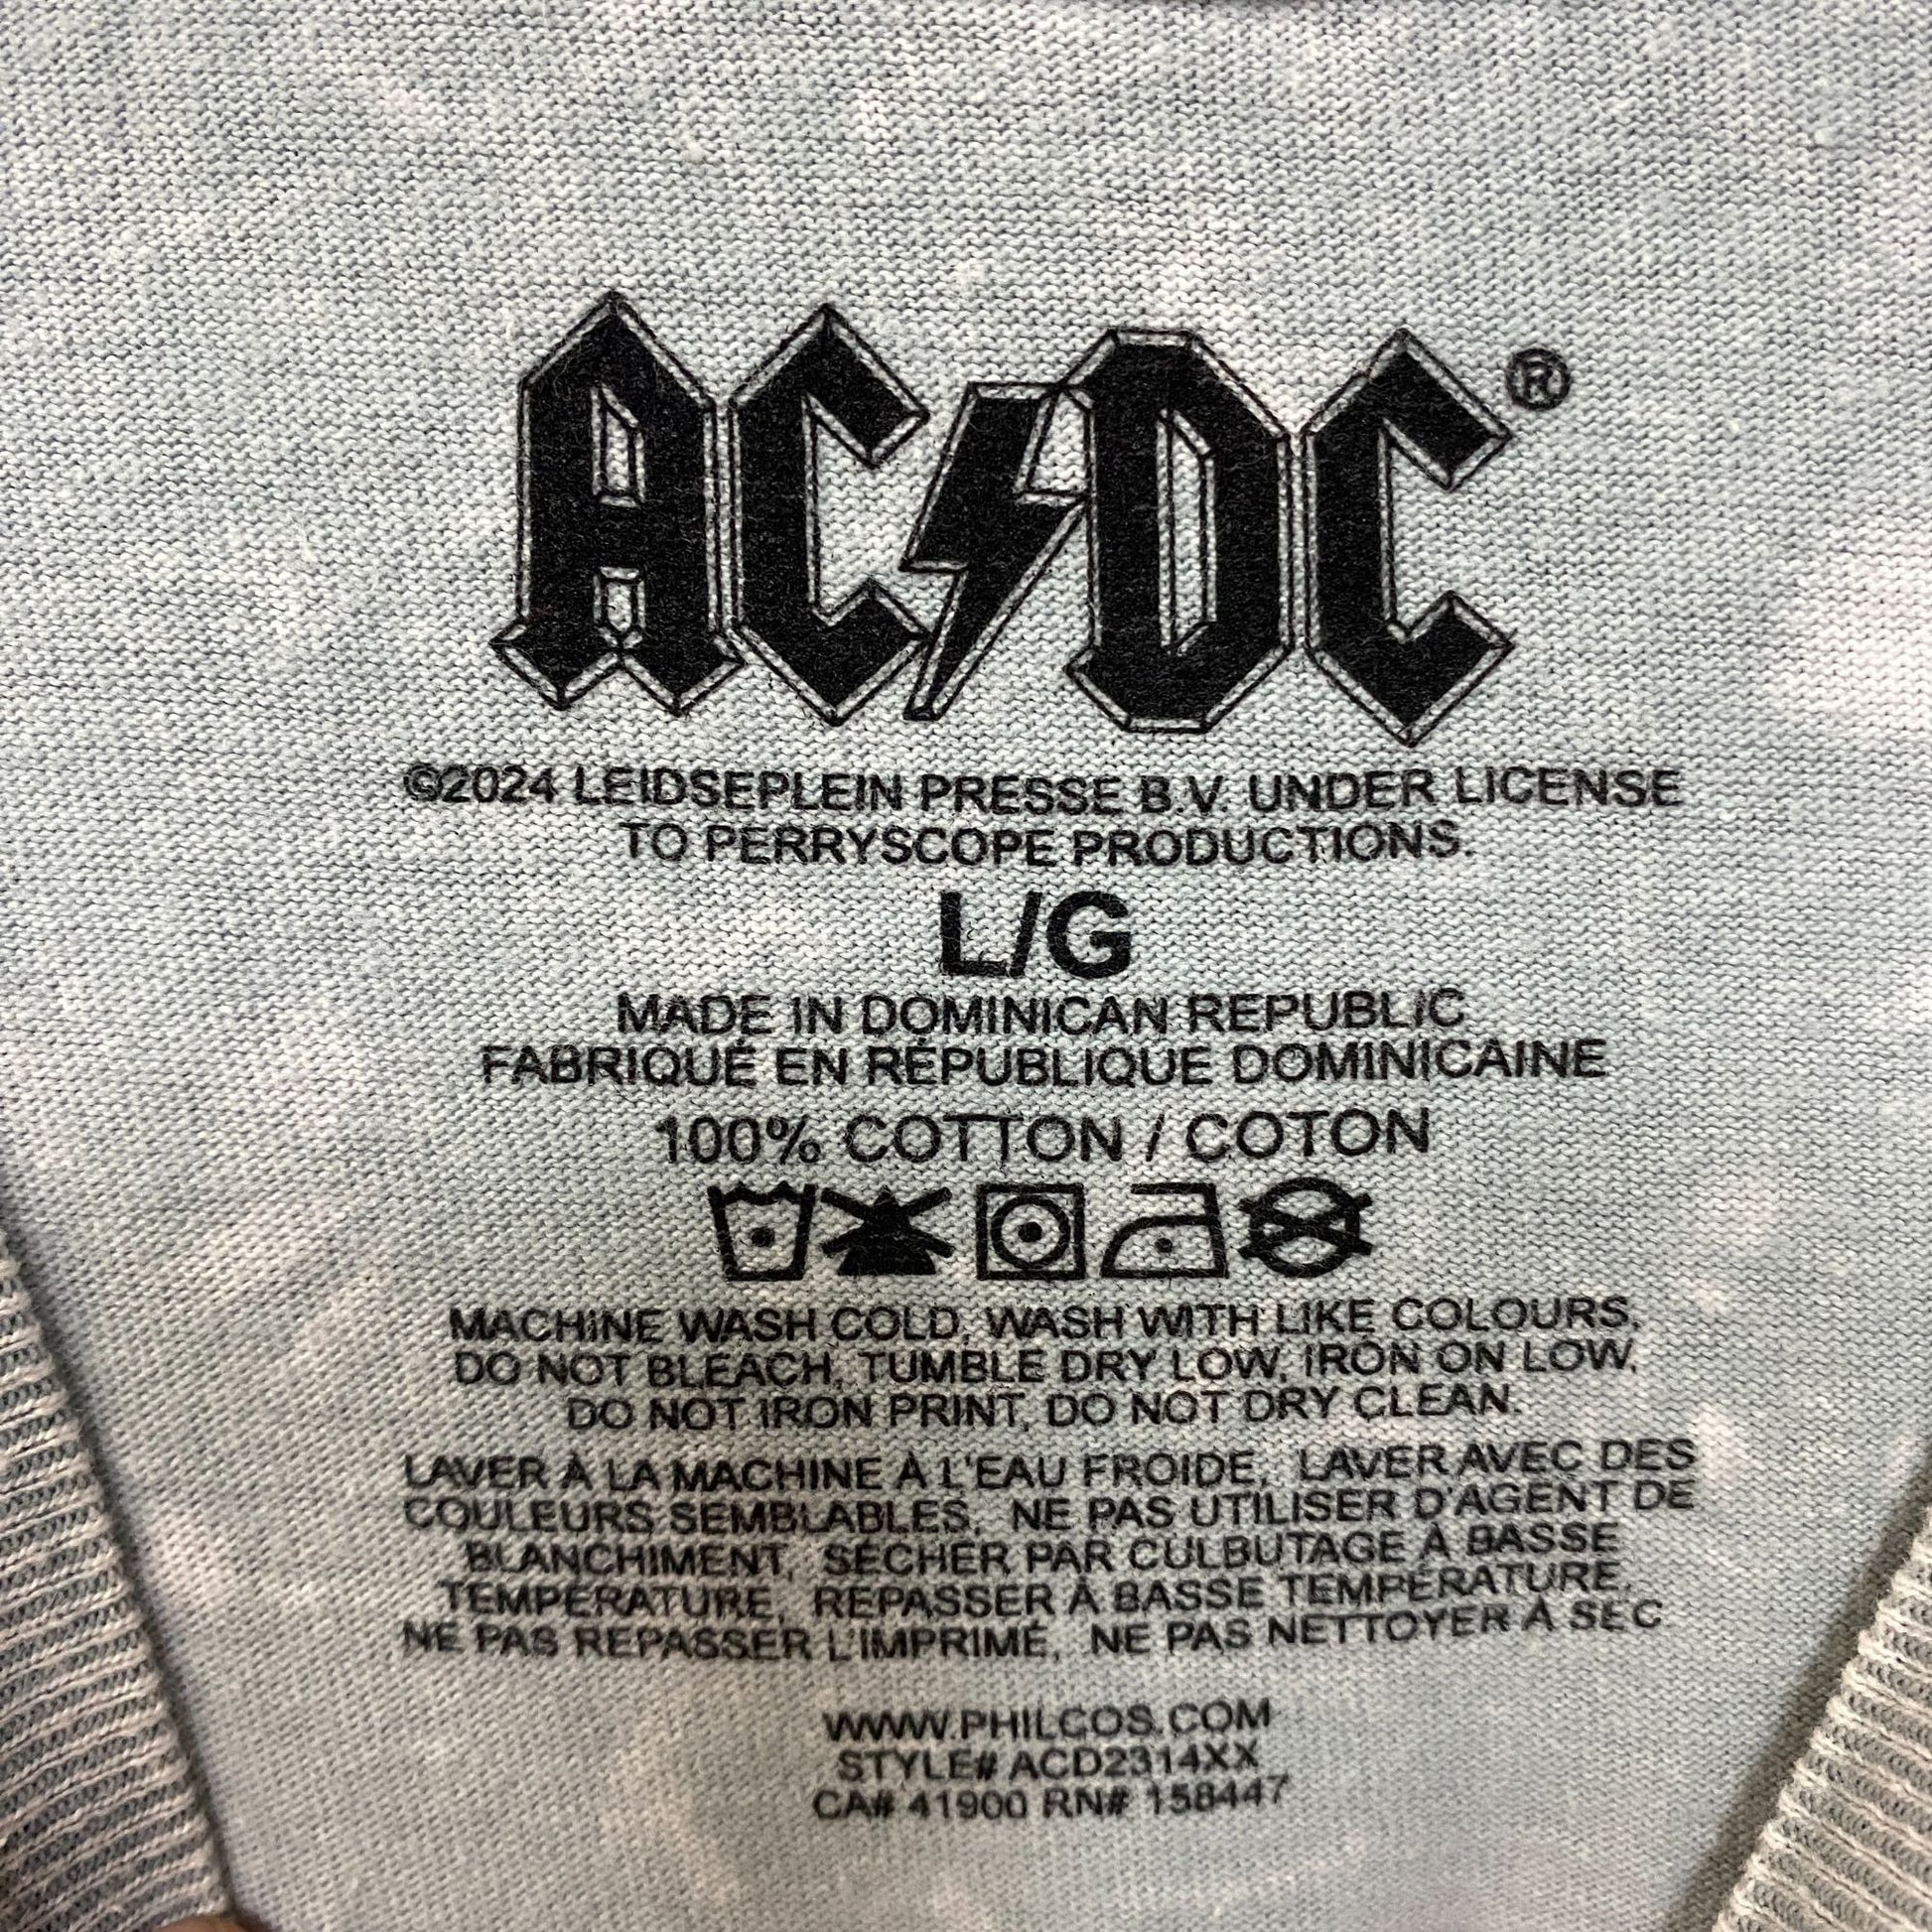 AC/DC®
©2024 LEIDSEPLEIN PRESSE B.V. UNDER LICENSE
TO PERRYSCOPE PRODUCTIONS.
L/G
MADE IN DOMINICAN REPUBLIC
FABRIQUÉ EN RÉPUBLIQUE DOMINICAINE
100% COTTON / COTON
MACHINE WASH COLD, WASH WITH LIKE COLOURS,
DO NOT BLEACH, TUMBLE DRY LOW, IRON ON LOW,
DO NOT IRON PRINT, DO NOT DRY CLEAN.
LAVER À LA MACHINE À L'EAU FROIDE, LAVER AVEC DES
COULEURS SEMBLABLES, NE PAS UTILISER D'AGENT DE
BLANCHIMENT, SÉCHER PAR CULBUTAGE À BASSE
TEMPÉRATURE, REPASSER À BASSE TEMPÉRATURE,
NE PAS REPASSER L'IMPRIMÉ, NE PAS NETTOYER À SEC
WWW.PHILCOS.COM
STYLE# ACD2314XX
CA# 41900 RN# 158447